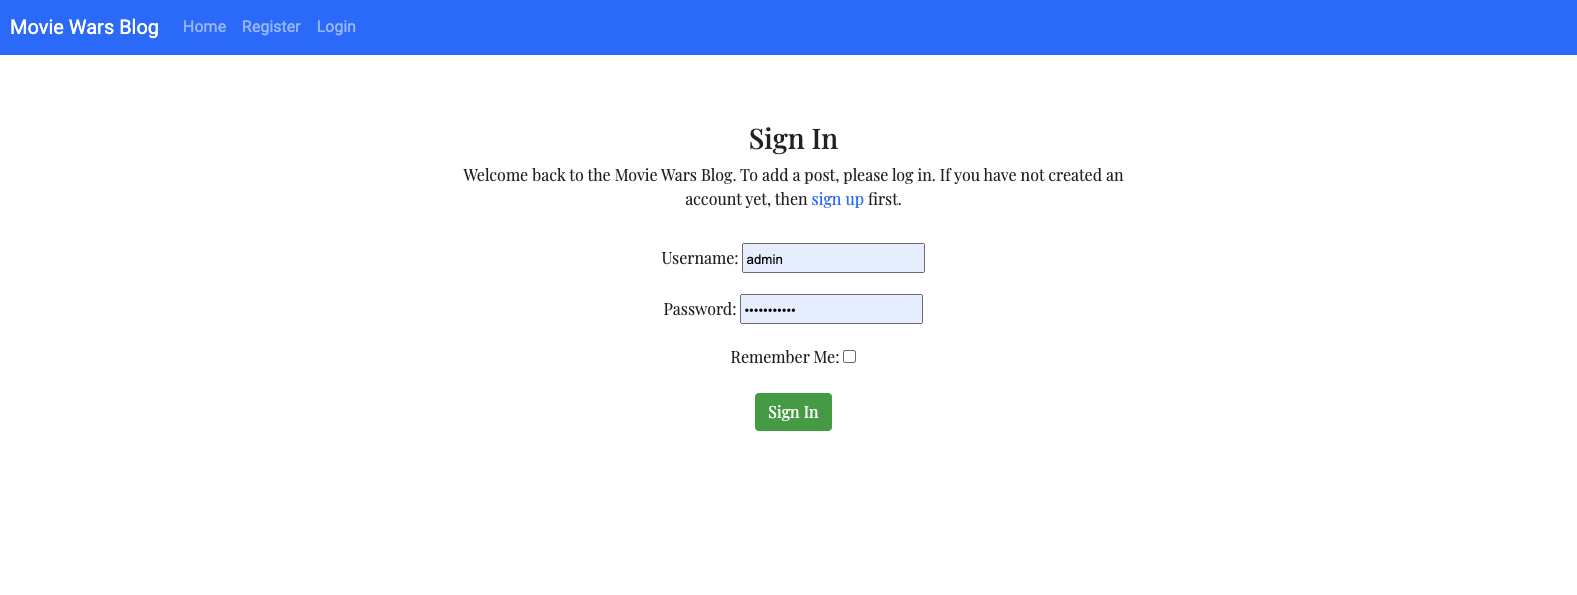 Movie Wars Blog Home Register Login
Sign In
Welcome back to the Movie Wars Blog. To add a post, please log in. If you have not created an
account yet, then sign up first.
Username: admin
Password: •••••••••••
Remember Me:
Sign In